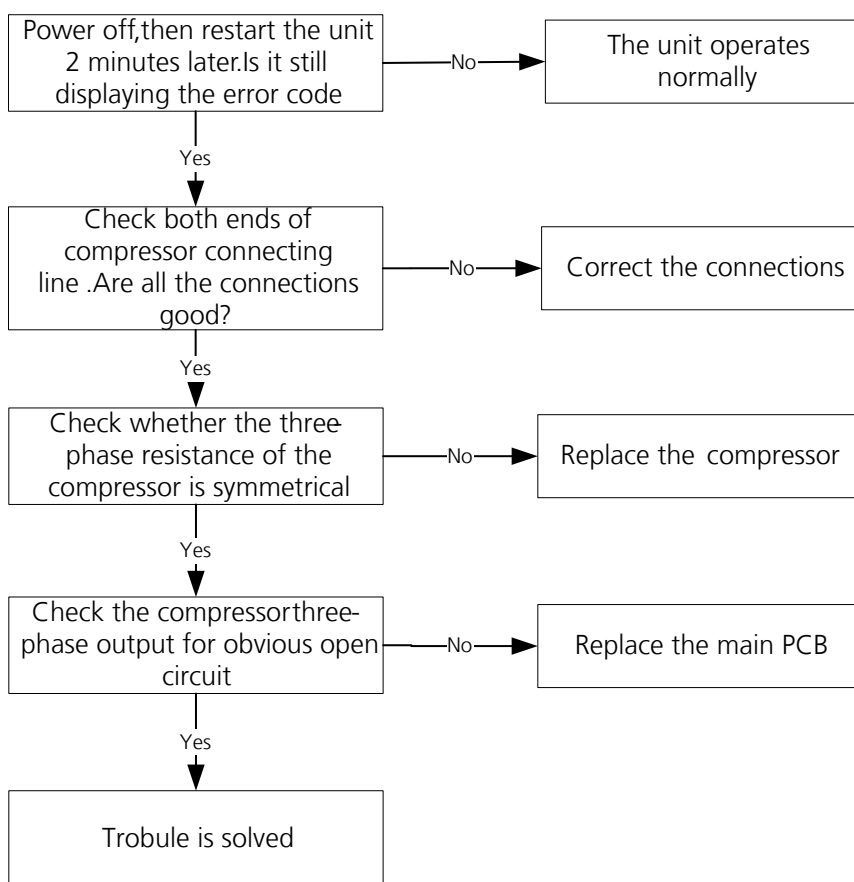 Power off,then restart the unit
2 minutes later.Is it still
displaying the error code
No
The unit operates
normally
Yes
Check both ends of
compressor connecting
line .Are all the connections
good?
No
Correct the connections
Yes
Check whether the three-
phase resistance of the
compressor is symmetrical
No
Replace the compressor
Yes
Check the compressorthree-
phase output for obvious open
circuit
No
Replace the main PCB
Yes
Trobule is solved